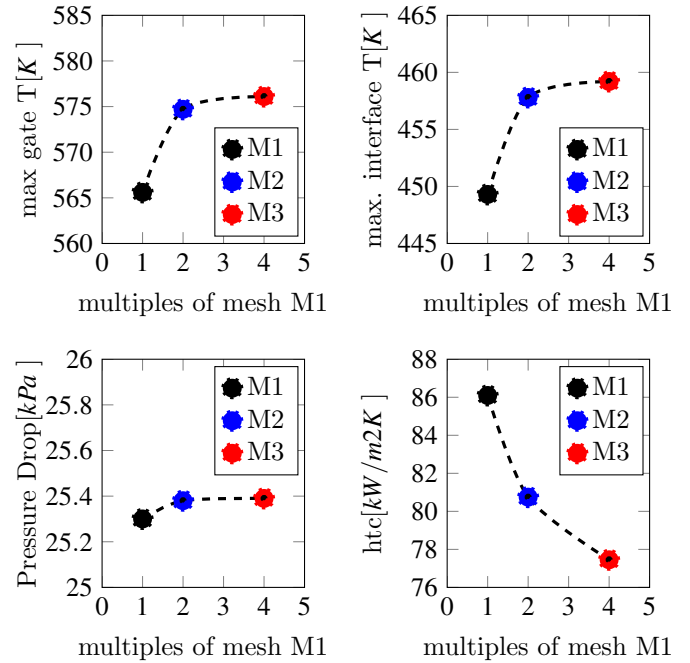 max gate T[K ]
585
580
575
570
565
560
0 1 2 3 4 5
multiples of mesh M1
M1
M2
M3
max. interface T[K ]
465
460
455
450
445
0 1 2 3 4 5
multiples of mesh M1
M1
M2
M3
Pressure Drop[kPa ]
26
25.8
25.6
25.4
25.2
25
0 1 2 3 4 5
multiples of mesh M1
M1
M2
M3
htc[kW/m2K ]
88
86
84
82
80
78
76
0 1 2 3 4 5
multiples of mesh M1
M1
M2
M3